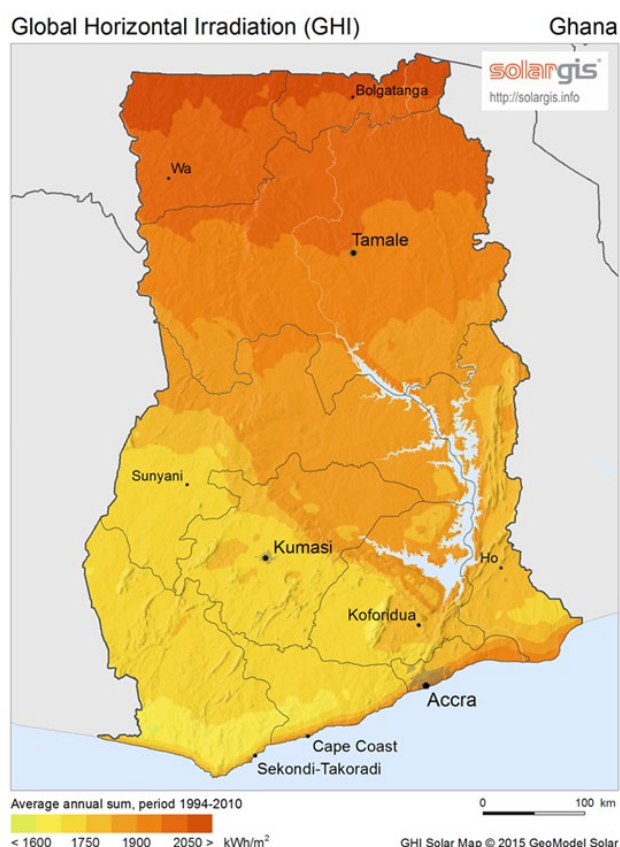 Global Horizontal Irradiation (GHI) Ghana
solargis®
http://solargis.info
Bolgatanga
Wa
Tamale
Sunyani
Kumasi
Ho
Koforidua
Accra
Cape Coast
Sekondi-Takoradi
Average annual sum, period 1994-2010
0 100 km
< 1600 1750 1900 2050 > kWh/m²
GHI Solar Map © 2015 GeoModel Solar